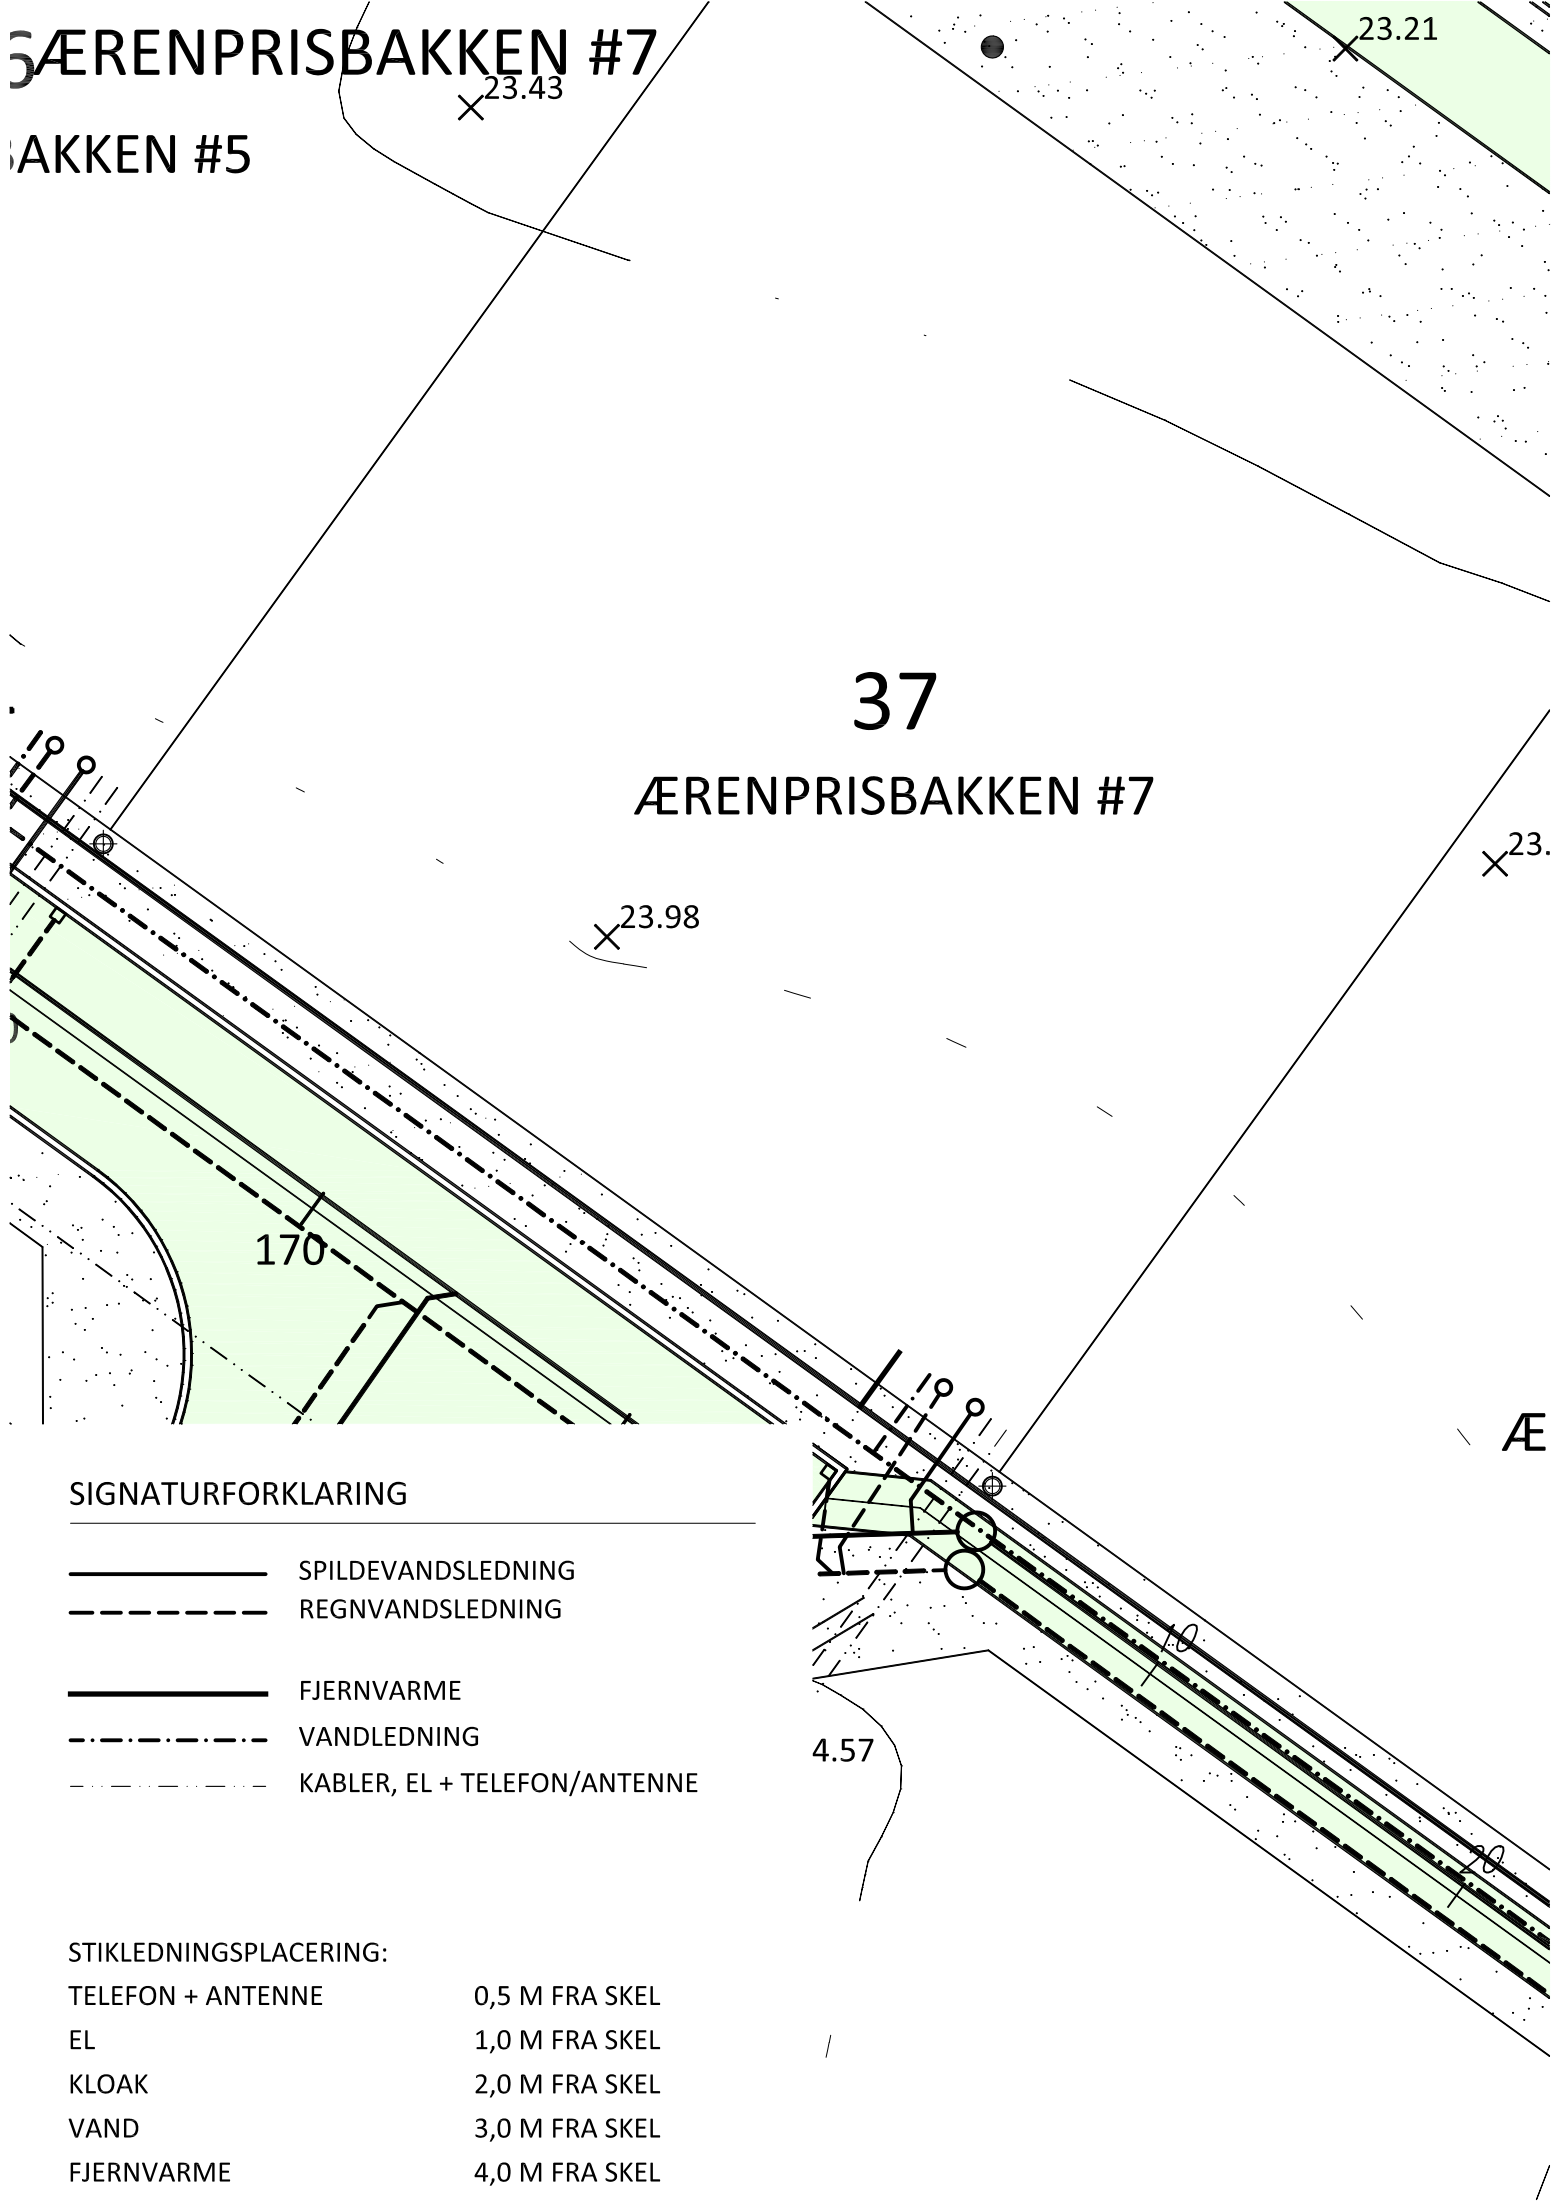 ÆRENPRISBAKKEN #7
23.43
23.21
AKKEN #5
37
ÆRENPRISBAKKEN #7
23.
23.98
170
Æ
10
4.57
20
SIGNATURFORKLARING
SPILDEVANDSLEDNING
REGNVANDSLEDNING
FJERNVARME
VANDLEDNING
KABLER, EL + TELEFON/ANTENNE
STIKLEDNINGSPLACERING:
TELEFON + ANTENNE 0,5 M FRA SKEL
EL 1,0 M FRA SKEL
KLOAK 2,0 M FRA SKEL
VAND 3,0 M FRA SKEL
FJERNVARME 4,0 M FRA SKEL